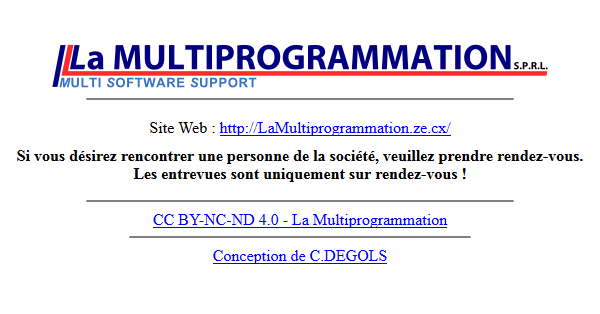 La MULTIPROGRAMMATION S.P.R.L.
MULTI SOFTWARE SUPPORT
Site Web : http://LaMultiprogrammation.ze.cx/
Si vous désirez rencontrer une personne de la société, veuillez prendre rendez-vous.
Les entrevues sont uniquement sur rendez-vous !
CC BY-NC-ND 4.0 - La Multiprogrammation
Conception de C.DEGOLS